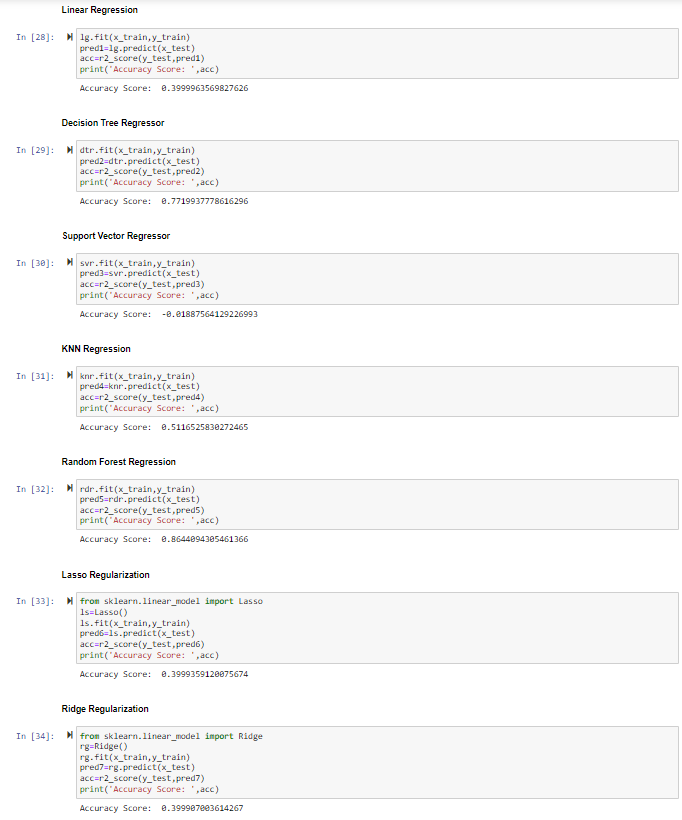 Linear Regression
In [28]: lg.fit(x_train,y_train)
pred1=lg.predict(x_test)
acc=r2_score(y_test,pred1)
print('Accuracy Score: ',acc)
Accuracy Score: 0.3999963569827626
Decision Tree Regressor
In [29]: dtr.fit(x_train,y_train)
pred2=dtr.predict(x_test)
acc=r2_score(y_test,pred2)
print('Accuracy Score: ',acc)
Accuracy Score: 0.7719937778616296
Support Vector Regressor
In [30]: svr.fit(x_train,y_train)
pred3=svr.predict(x_test)
acc=r2_score(y_test,pred3)
print('Accuracy Score: ',acc)
Accuracy Score: -0.01887564129226993
KNN Regression
In [31]: knr.fit(x_train,y_train)
pred4=knr.predict(x_test)
acc=r2_score(y_test,pred4)
print('Accuracy Score: ',acc)
Accuracy Score: 0.5116525830272465
Random Forest Regression
In [32]: rdr.fit(x_train,y_train)
pred5=rdr.predict(x_test)
acc=r2_score(y_test,pred5)
print('Accuracy Score: ',acc)
Accuracy Score: 0.8644094305461366
Lasso Regularization
In [33]: from sklearn.linear_model import Lasso
ls=Lasso()
ls.fit(x_train,y_train)
pred6=ls.predict(x_test)
acc=r2_score(y_test,pred6)
print('Accuracy Score: ',acc)
Accuracy Score: 0.3999359120075674
Ridge Regularization
In [34]: from sklearn.linear_model import Ridge
rg=Ridge()
rg.fit(x_train,y_train)
pred7=rg.predict(x_test)
acc=r2_score(y_test,pred7)
print('Accuracy Score: ',acc)
Accuracy Score: 0.399907003614267